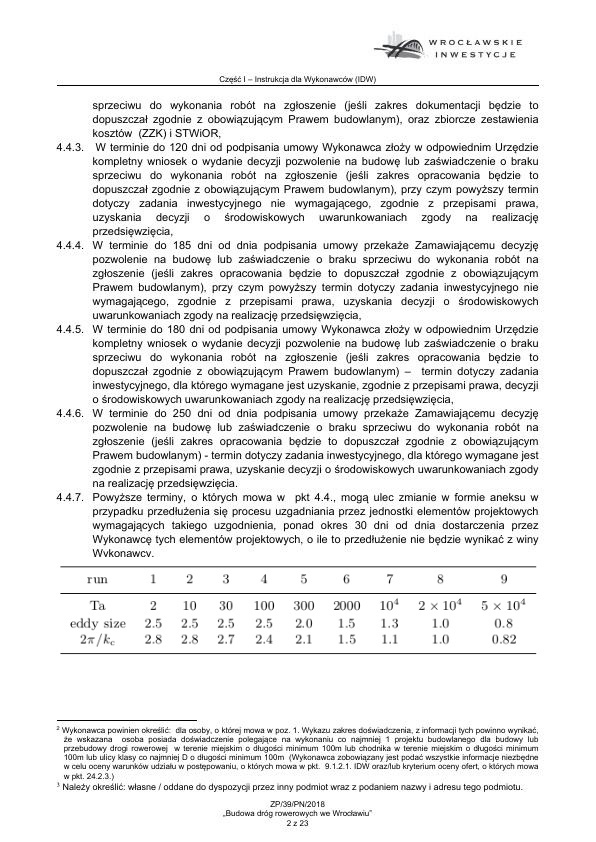 WROCŁAWSKIE
INWESTYCJE
Część I – Instrukcja dla Wykonawców (IDW)
sprzeciwu do wykonania robót na zgłoszenie (jeśli zakres dokumentacji będzie to
dopuszczał zgodnie z obowiązującym Prawem budowlanym), oraz zbiorcze zestawienia
kosztów (ZZK) i STWiOR,
4.4.3. W terminie do 120 dni od podpisania umowy Wykonawca złoży w odpowiednim Urzędzie
kompletny wniosek o wydanie decyzji pozwolenie na budowę lub zaświadczenie o braku
sprzeciwu do wykonania robót na zgłoszenie (jeśli zakres opracowania będzie to
dopuszczał zgodnie z obowiązującym Prawem budowlanym), przy czym powyższy termin
dotyczy zadania inwestycyjnego nie wymagającego, zgodnie z przepisami prawa,
uzyskania decyzji o środowiskowych uwarunkowaniach zgody na realizację
przedsięwzięcia,
4.4.4. W terminie do 185 dni od dnia podpisania umowy przekaże Zamawiającemu decyzję
pozwolenie na budowę lub zaświadczenie o braku sprzeciwu do wykonania robót na
zgłoszenie (jeśli zakres opracowania będzie to dopuszczał zgodnie z obowiązującym
Prawem budowlanym), przy czym powyższy termin dotyczy zadania inwestycyjnego nie
wymagającego, zgodnie z przepisami prawa, uzyskania decyzji o środowiskowych
uwarunkowaniach zgody na realizację przedsięwzięcia,
4.4.5. W terminie do 180 dni od podpisania umowy Wykonawca złoży w odpowiednim Urzędzie
kompletny wniosek o wydanie decyzji pozwolenie na budowę lub zaświadczenie o braku
sprzeciwu do wykonania robót na zgłoszenie (jeśli zakres opracowania będzie to
dopuszczał zgodnie z obowiązującym Prawem budowlanym) – termin dotyczy zadania
inwestycyjnego, dla którego wymagane jest uzyskanie, zgodnie z przepisami prawa, decyzji
o środowiskowych uwarunkowaniach zgody na realizację przedsięwzięcia,
4.4.6. W terminie do 250 dni od dnia podpisania umowy przekaże Zamawiającemu decyzję
pozwolenie na budowę lub zaświadczenie o braku sprzeciwu do wykonania robót na
zgłoszenie (jeśli zakres opracowania będzie to dopuszczał zgodnie z obowiązującym
Prawem budowlanym) - termin dotyczy zadania inwestycyjnego, dla którego wymagane jest
zgodnie z przepisami prawa, uzyskanie decyzji o środowiskowych uwarunkowaniach zgody
na realizację przedsięwzięcia.
4.4.7. Powyższe terminy, o których mowa w pkt 4.4., mogą ulec zmianie w formie aneksu w
przypadku przedłużenia się procesu uzgadniania przez jednostki elementów projektowych
wymagających takiego uzgodnienia, ponad okres 30 dni od dnia dostarczenia przez
Wykonawcę tych elementów projektowych, o ile to przedłużenie nie będzie wynikać z winy
Wykonawcy.
run 1 2 3 4 5 6 7 8 9
Ta 2 10 30 100 300 2000 10⁴ 2 × 10⁴ 5 × 10⁴
eddy size 2.5 2.5 2.5 2.5 2.0 1.5 1.3 1.0 0.8
2π/k_c 2.8 2.8 2.7 2.4 2.1 1.5 1.1 1.0 0.82
² Wykonawca powinien określić: dla osoby, o której mowa w poz. 1. Wykazu zakres doświadczenia, z informacji tych powinno wynikać,
że wskazana osoba posiada doświadczenie polegające na wykonaniu co najmniej 1 projektu budowlanego dla budowy lub
przebudowy drogi rowerowej w terenie miejskim o długości minimum 100m lub chodnika w terenie miejskim o długości minimum
100m lub ulicy klasy co najmniej D o długości minimum 100m (Wykonawca zobowiązany jest podać wszystkie informacje niezbędne
w celu oceny warunków udziału w postępowaniu, o których mowa w pkt. 9.1.2.1. IDW oraz/lub kryterium oceny ofert, o których mowa
w pkt. 24.2.3.)
³ Należy określić: własne / oddane do dyspozycji przez inny podmiot wraz z podaniem nazwy i adresu tego podmiotu.
ZP/39/PN/2018
„Budowa dróg rowerowych we Wrocławiu”
2 z 23